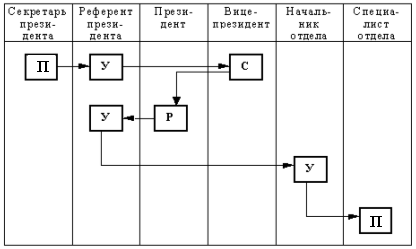 Секретарь
прези-
дента
Референт
прези-
дента
Прези-
дент
Вице-
президент
Началь-
ник
отдела
Специа-
лист
отдела
П
У
С
У
Р
У
П